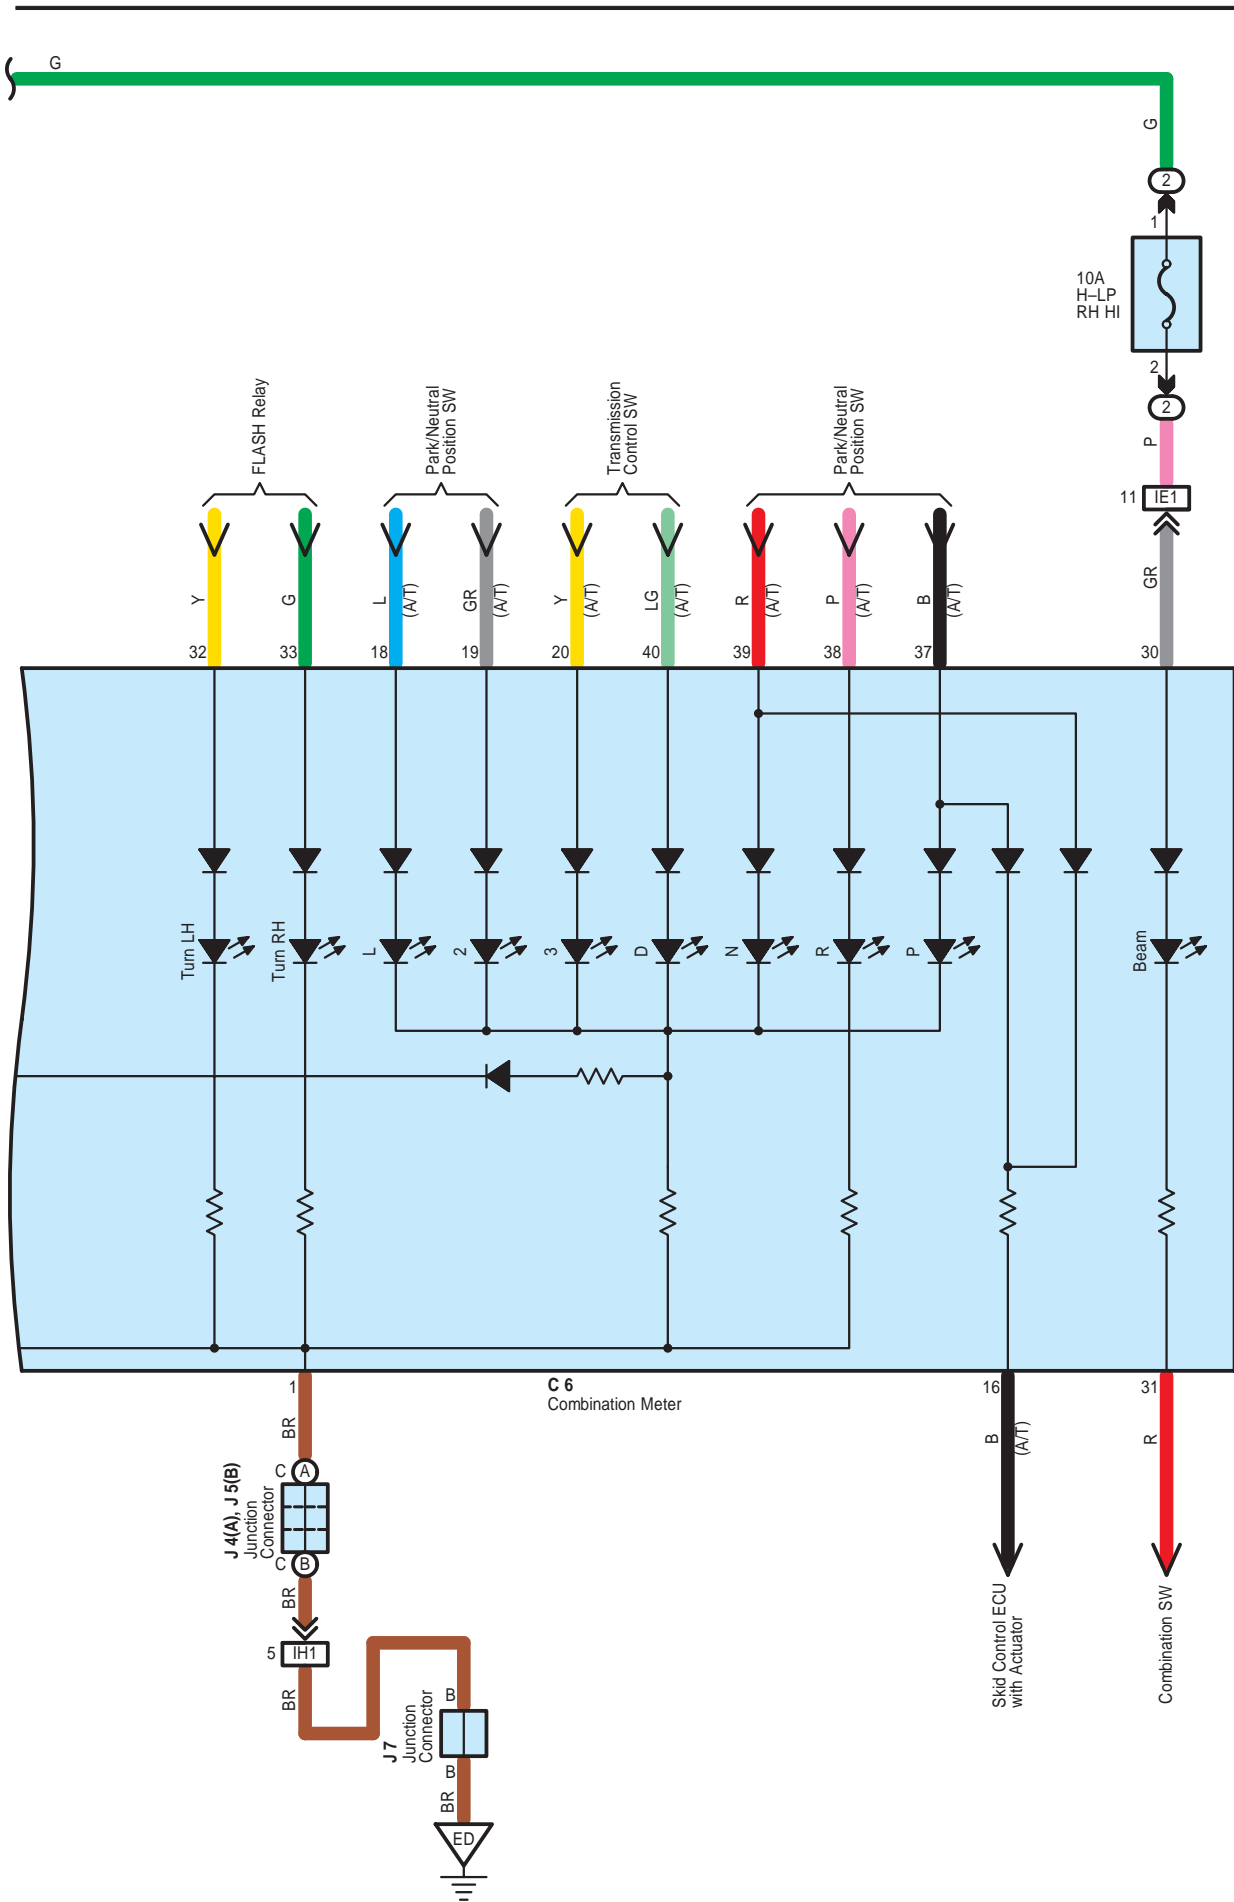 G
G
2
1
10A
H–LP
RH HI
2
2
P
11 IE1
GR
FLASH Relay
Park/Neutral
Position SW
Transmission
Control SW
Park/Neutral
Position SW
Y
G
L
(A/T)
GR
(A/T)
Y
(A/T)
LG
(A/T)
R
(A/T)
P
(A/T)
B
(A/T)
32
33
18
19
20
40
39
38
37
30
Turn LH
Turn RH
L
2
3
D
N
R
P
Beam
1
C 6
Combination Meter
16
31
BR
B
(A/T)
R
C A
J 4(A), J 5(B)
Junction
Connector
C B
BR
5 IH1
BR
B
J 7
Junction
Connector
B
BR
ED
Skid Control ECU
with Actuator
Combination SW